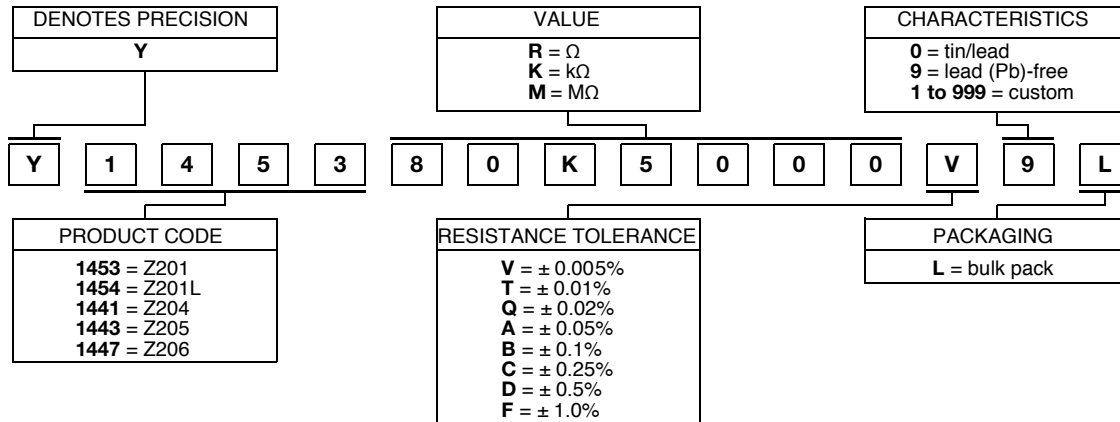 DENOTES PRECISION
Y
VALUE
R = Ω
K = kΩ
M = MΩ
CHARACTERISTICS
0 = tin/lead
9 = lead (Pb)-free
1 to 999 = custom
Y 1 4 5 3 8 0 K 5 0 0 0 V 9 L
PRODUCT CODE
1453 = Z201
1454 = Z201L
1441 = Z204
1443 = Z205
1447 = Z206
RESISTANCE TOLERANCE
V = ± 0.005%
T = ± 0.01%
Q = ± 0.02%
A = ± 0.05%
B = ± 0.1%
C = ± 0.25%
D = ± 0.5%
F = ± 1.0%
PACKAGING
L = bulk pack